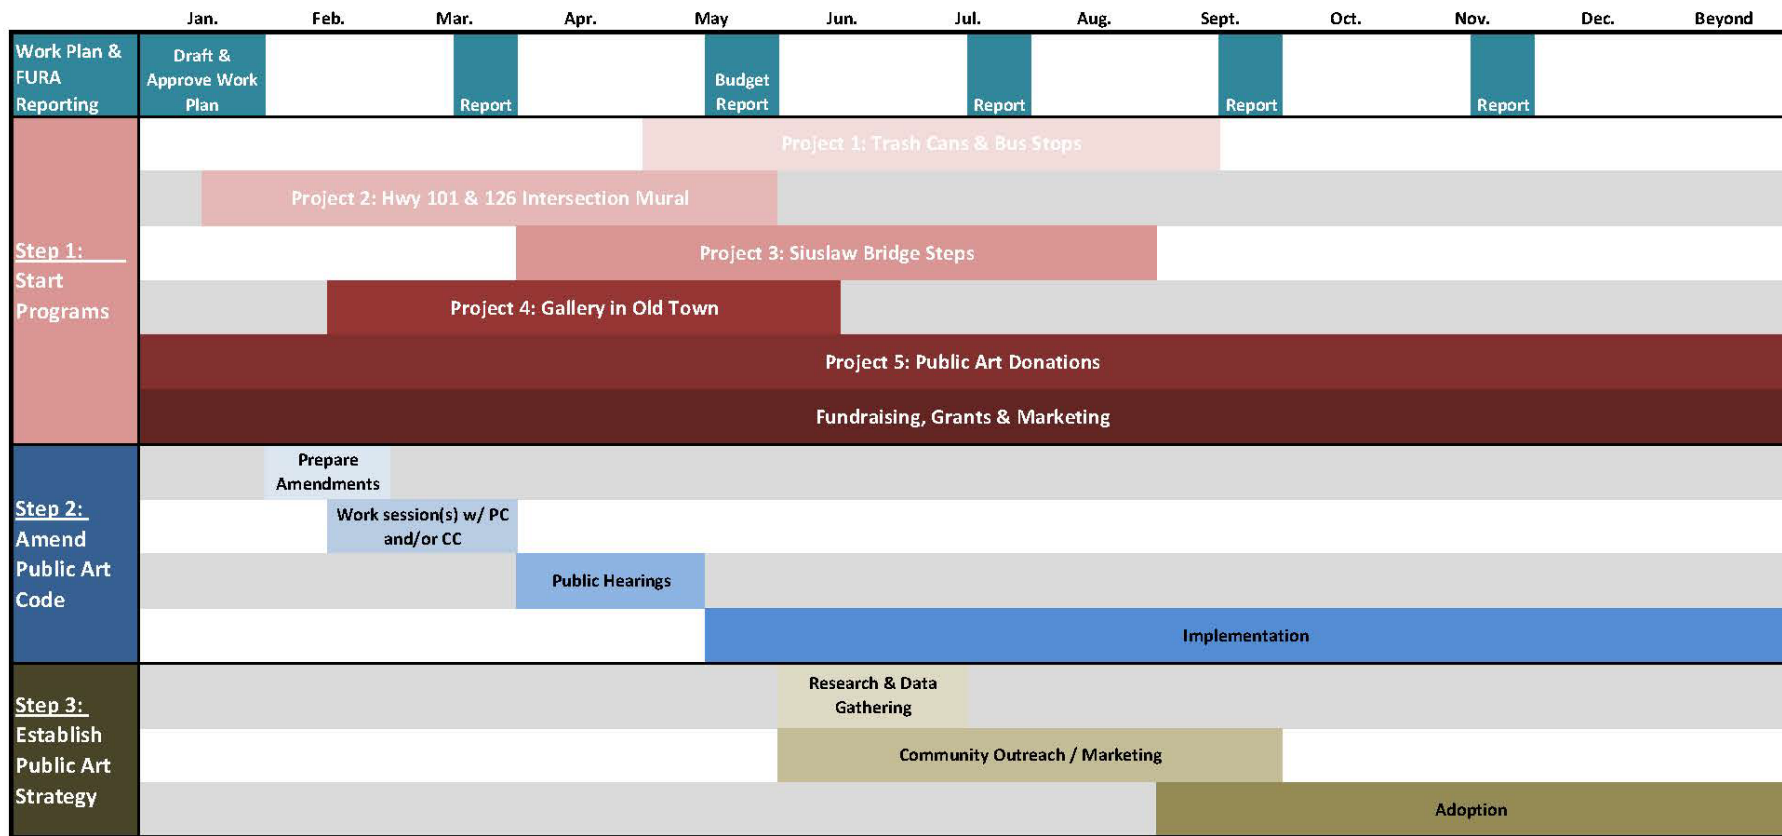 Jan. Feb. Mar. Apr. May Jun. Jul. Aug. Sept. Oct. Nov. Dec. Beyond
Work Plan &
FURA
Reporting
Draft &
Approve Work
Plan
Report
Budget
Report
Report
Report
Report
Step 1:
Start
Programs
Project 1: Trash Cans & Bus Stops
Project 2: Hwy 101 & 126 Intersection Mural
Project 3: Siuslaw Bridge Steps
Project 4: Gallery in Old Town
Project 5: Public Art Donations
Fundraising, Grants & Marketing
Step 2:
Amend
Public Art
Code
Prepare
Amendments
Work session(s) w/ PC
and/or CC
Public Hearings
Implementation
Step 3:
Establish
Public Art
Strategy
Research & Data
Gathering
Community Outreach / Marketing
Adoption